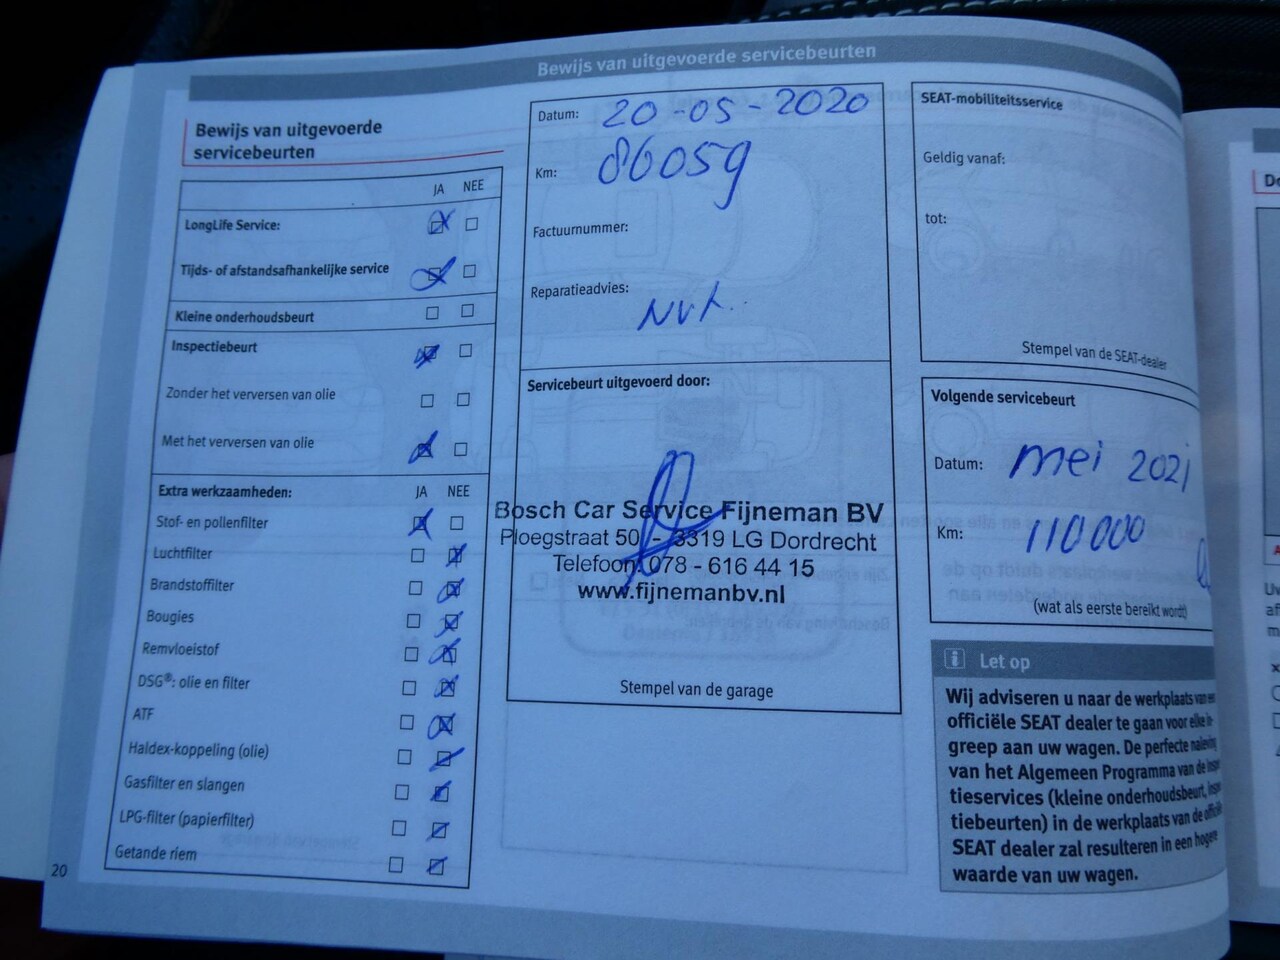 Bewijs van uitgevoerde servicebeurten
Bewijs van uitgevoerde
servicebeurten
JA NEE
LongLife Service:
Tijds- of afstandsafhankelijke service
Kleine onderhoudsbeurt
Inspectiebeurt
Zonder het verversen van olie
Met het verversen van olie
Extra werkzaamheden: JA NEE
Stof- en pollenfilter
Luchtfilter
Brandstoffilter
Bougies
Remvloeistof
DSG®: olie en filter
ATF
Haldex-koppeling (olie)
Gasfilter en slangen
LPG-filter (papierfilter)
Getande riem
20
Datum: 20-05-2020
Km: 86059
Factuurnummer:
Reparatieadvies:
NVt.
Servicebeurt uitgevoerd door:
Bosch Car Service Fijneman BV
Ploegstraat 50 - 3319 LG Dordrecht
Telefoon: 078 - 616 44 15
www.fijnemanbv.nl
Stempel van de garage
SEAT-mobiliteitsservice
Geldig vanaf:
tot:
Stempel van de SEAT-dealer
Volgende servicebeurt
Datum: mei 2021
Km: 110000
(wat als eerste bereikt wordt)
i Let op
Wij adviseren u naar de werkplaats van een
officiële SEAT dealer te gaan voor elke in-
greep aan uw wagen. De perfecte naleving
van het Algemeen Programma van de Inspec-
tieservices (kleine onderhoudsbeurt, inspec-
tiebeurten) in de werkplaats van de officiële
SEAT dealer zal resulteren in een hogere
waarde van uw wagen.